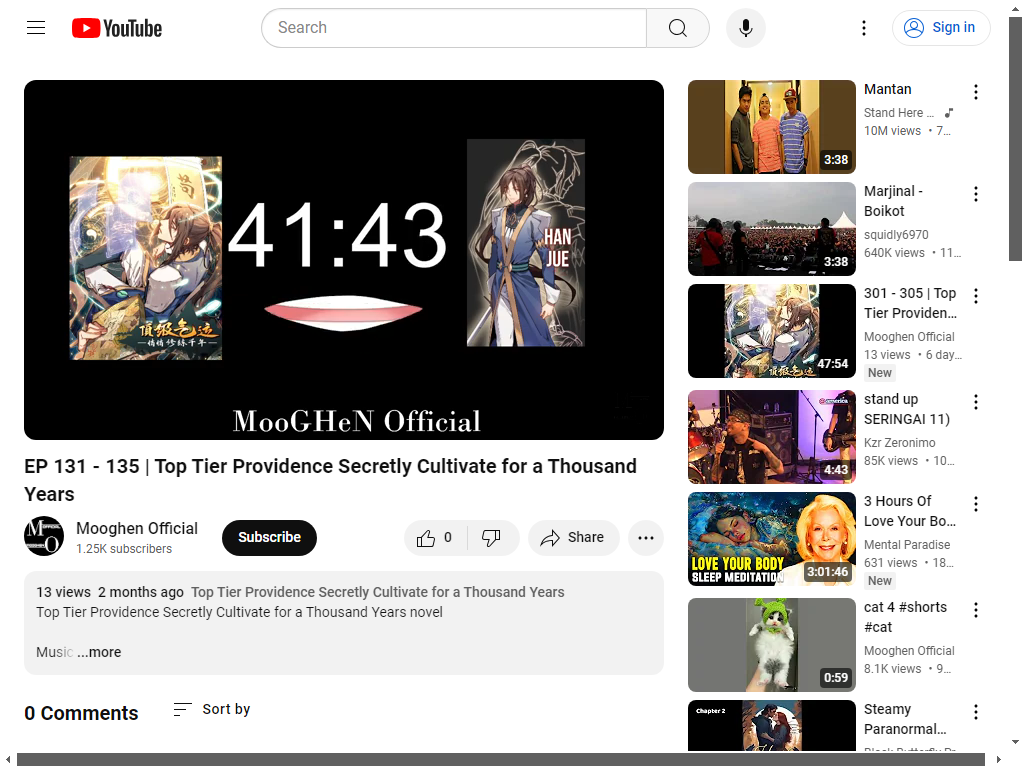 YouTube
Search
Sign in
41:43
HAN
JUE
MooGHeN Official
EP 131 - 135 | Top Tier Providence Secretly Cultivate for a Thousand
Years
Mooghen Official
1.25K subscribers
Subscribe
0
Share
13 views 2 months ago Top Tier Providence Secretly Cultivate for a Thousand Years
Top Tier Providence Secretly Cultivate for a Thousand Years novel
Music ...more
0 Comments
Sort by
3:38
Mantan
Stand Here ...
10M views • 7...
3:38
Marjinal -
Boikot
squidly6970
640K views • 11...
47:54
301 - 305 | Top
Tier Providen...
Mooghen Official
13 views • 6 day...
New
@america
4:43
stand up
SERINGAI 11)
Kzr Zeronimo
85K views • 10...
LOVE YOUR BODY
SLEEP MEDITATION
3:01:46
3 Hours Of
Love Your Bo...
Mental Paradise
631 views • 18...
New
0:59
cat 4 #shorts
#cat
Mooghen Official
8.1K views • 9...
Chapter 2
Steamy
Paranormal...